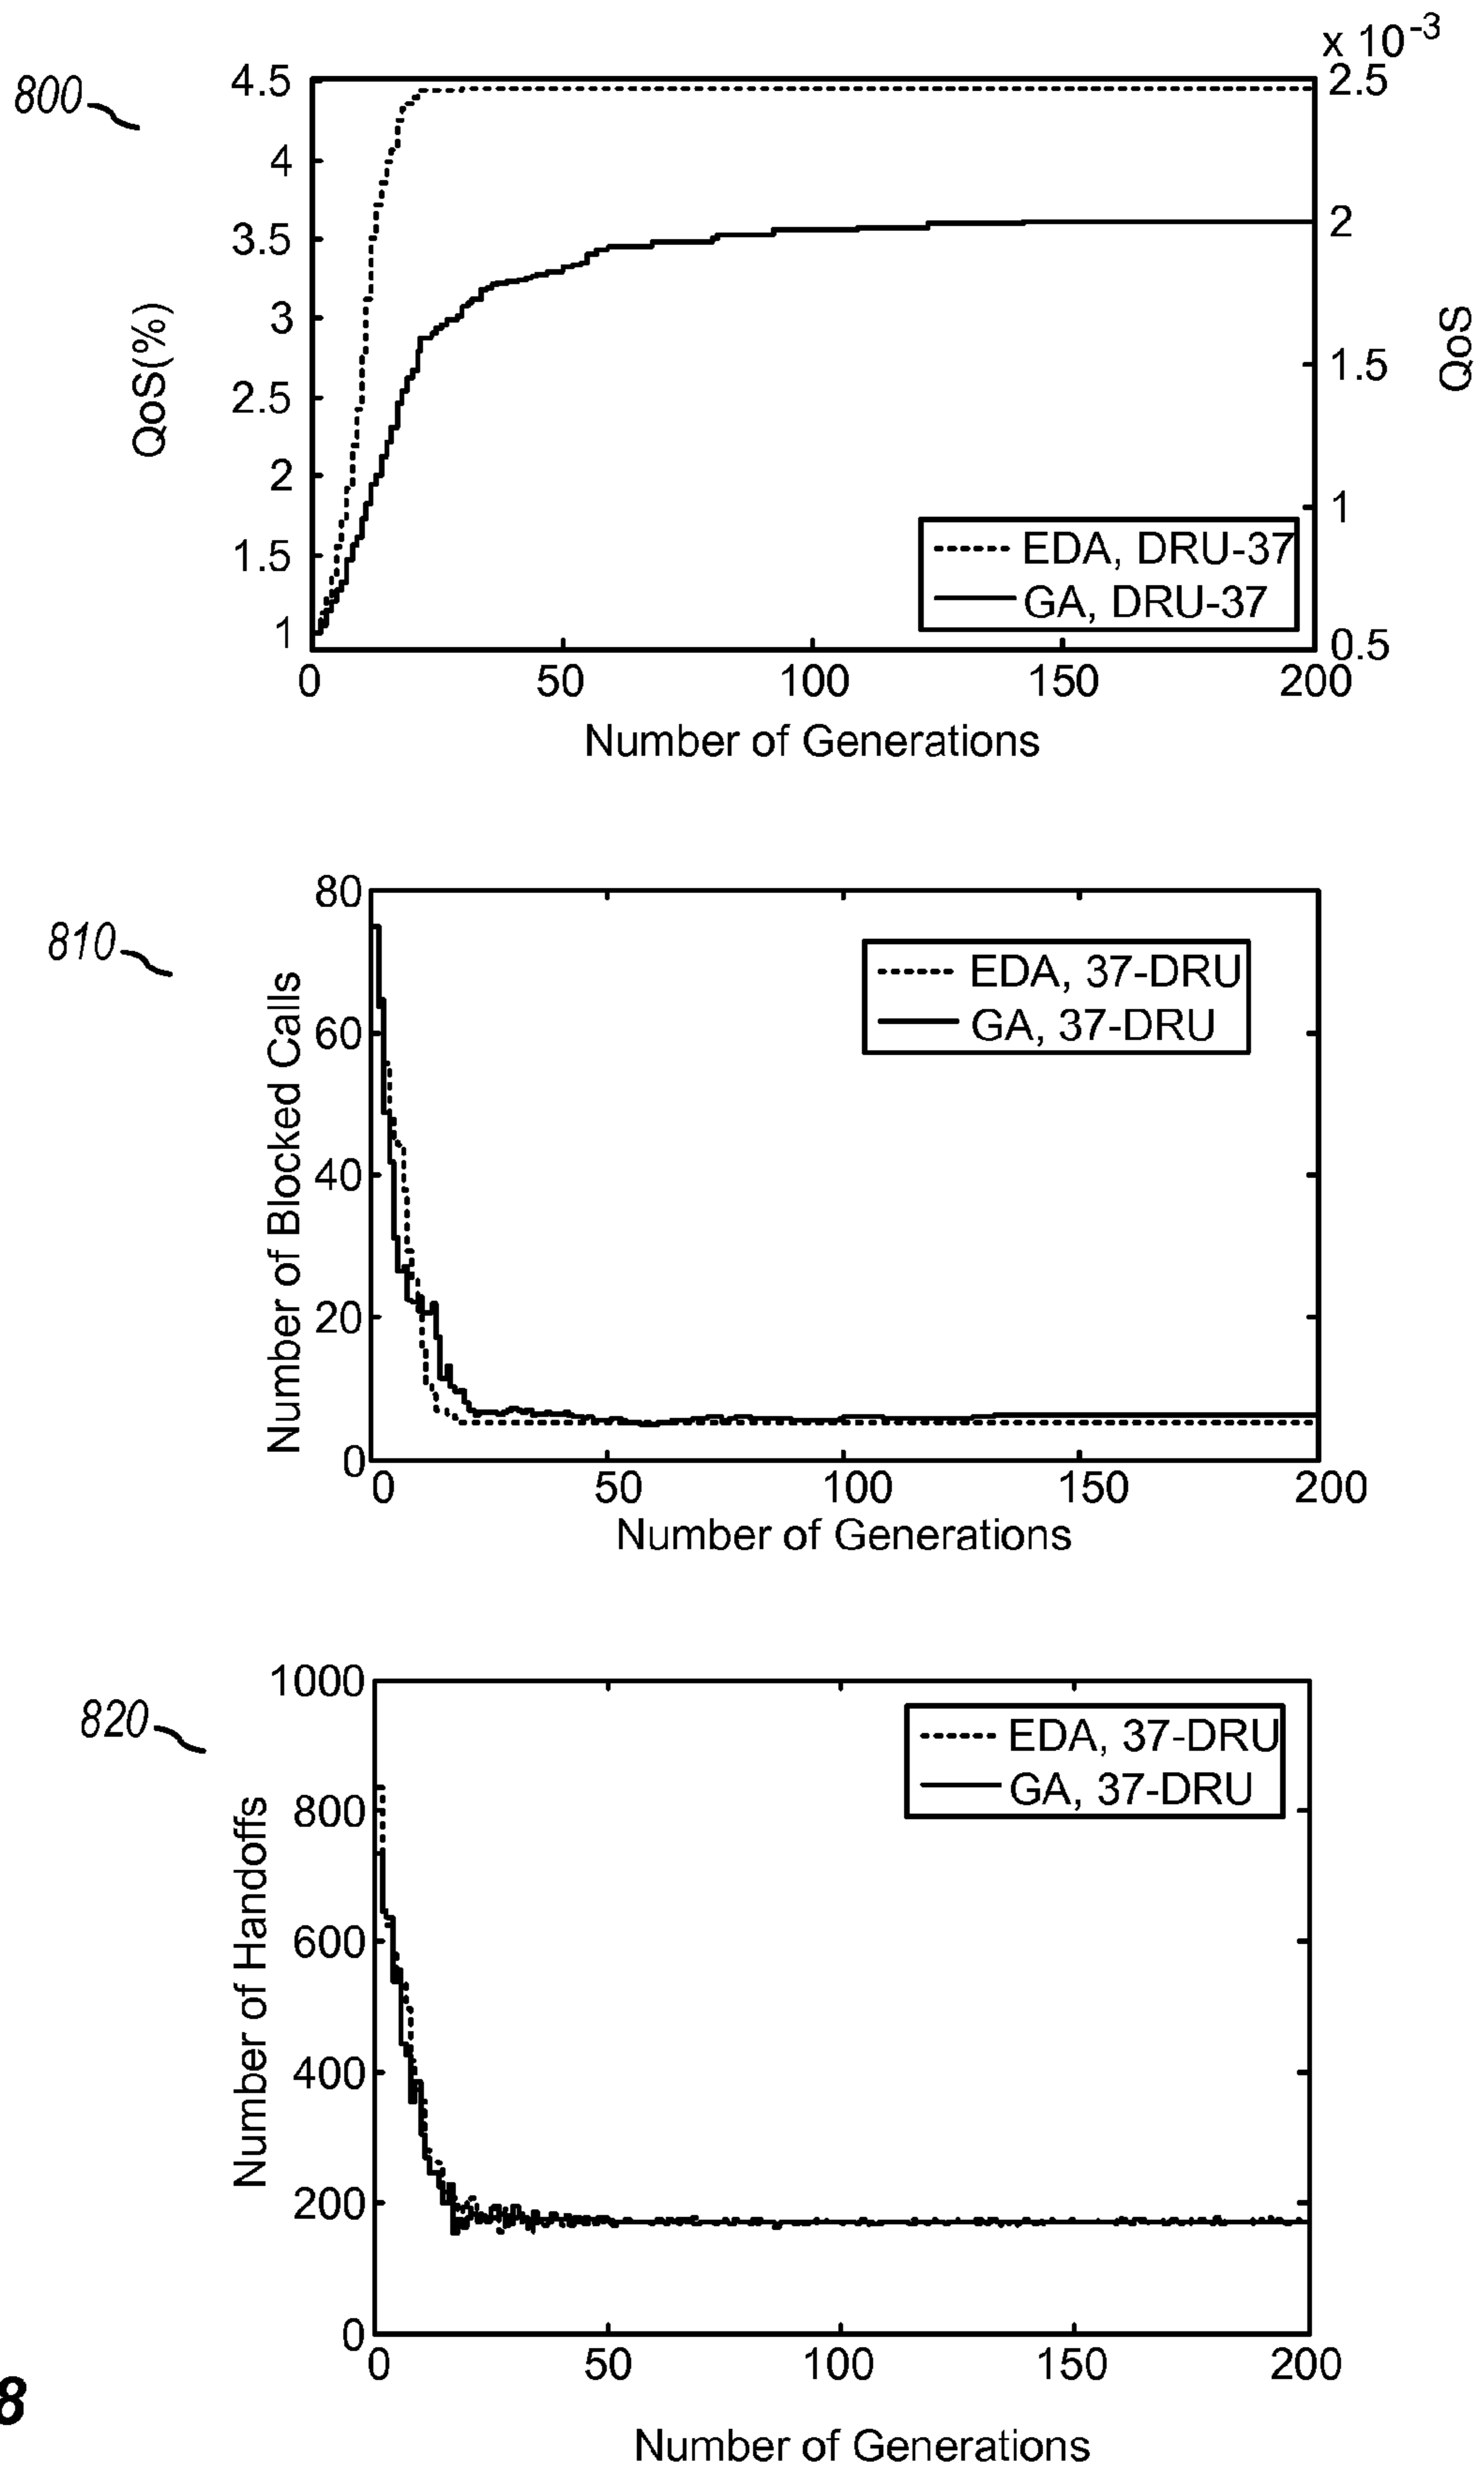 800
x 10-3
4.5
4
3.5
3
2.5
2
1.5
1
QoS(%)
2.5
2
1.5
1
0.5
QoS
EDA, DRU-37
GA, DRU-37
0 50 100 150 200
Number of Generations
810
80
60
40
20
0
Number of Blocked Calls
EDA, 37-DRU
GA, 37-DRU
0 50 100 150 200
Number of Generations
820
1000
800
600
400
200
0
Number of Handoffs
EDA, 37-DRU
GA, 37-DRU
0 50 100 150 200
Number of Generations
8